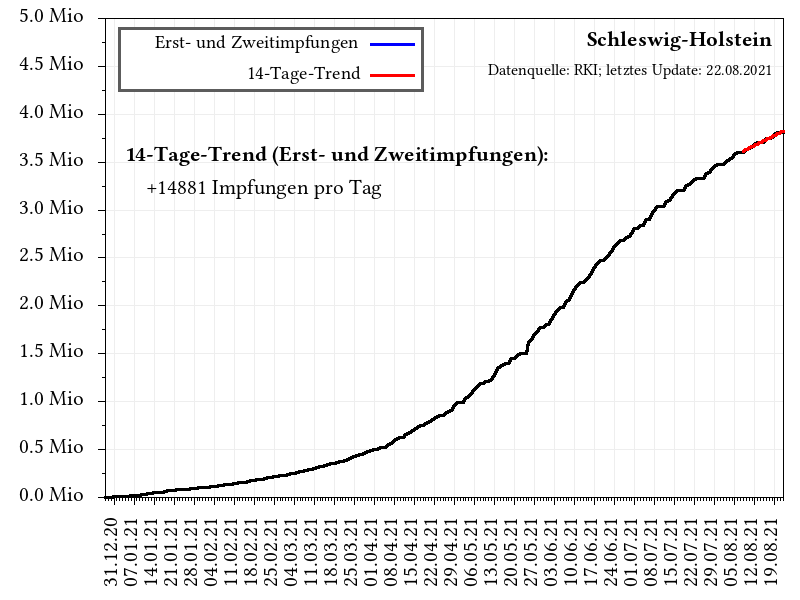 Erst- und Zweitimpfungen
14-Tage-Trend
Schleswig-Holstein
Datenquelle: RKI; letztes Update: 22.08.2021
14-Tage-Trend (Erst- und Zweitimpfungen):
+14881 Impfungen pro Tag
5.0 Mio
4.5 Mio
4.0 Mio
3.5 Mio
3.0 Mio
2.5 Mio
2.0 Mio
1.5 Mio
1.0 Mio
0.5 Mio
0.0 Mio
31.12.20
07.01.21
14.01.21
21.01.21
28.01.21
04.02.21
11.02.21
18.02.21
25.02.21
04.03.21
11.03.21
18.03.21
25.03.21
01.04.21
08.04.21
15.04.21
22.04.21
29.04.21
06.05.21
13.05.21
20.05.21
27.05.21
03.06.21
10.06.21
17.06.21
24.06.21
01.07.21
08.07.21
15.07.21
22.07.21
29.07.21
05.08.21
12.08.21
19.08.21